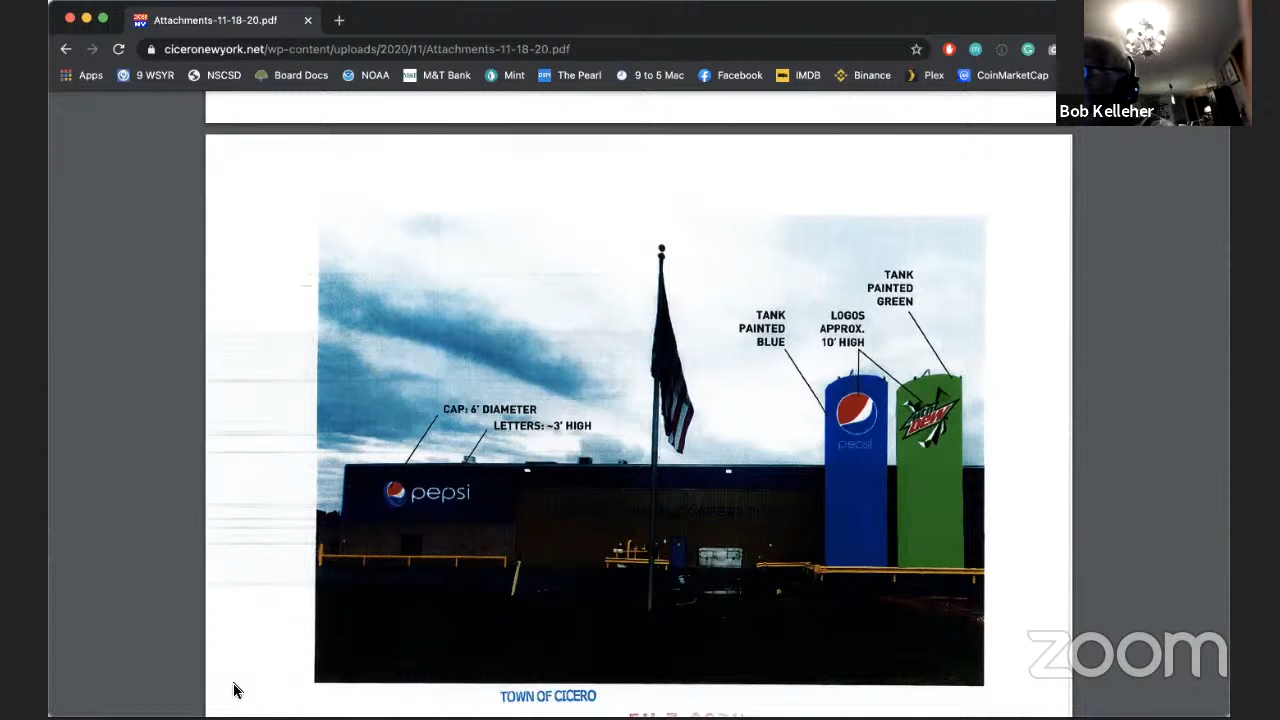 Attachments-11-18-20.pdf
ciceronewyork.net/wp-content/uploads/2020/11/Attachments-11-18-20.pdf
Apps 9 WSYR NSCSD Board Docs NOAA M&T Bank Mint The Pearl 9 to 5 Mac Facebook IMDB Binance Plex CoinMarketCap
Bob Kelleher
TANK
PAINTED
GREEN
TANK
PAINTED
BLUE
LOGOS
APPROX.
10' HIGH
CAP: 6' DIAMETER
LETTERS: ~3' HIGH
pepsi
pepsi
Dew
TOWN OF CICERO
zoom